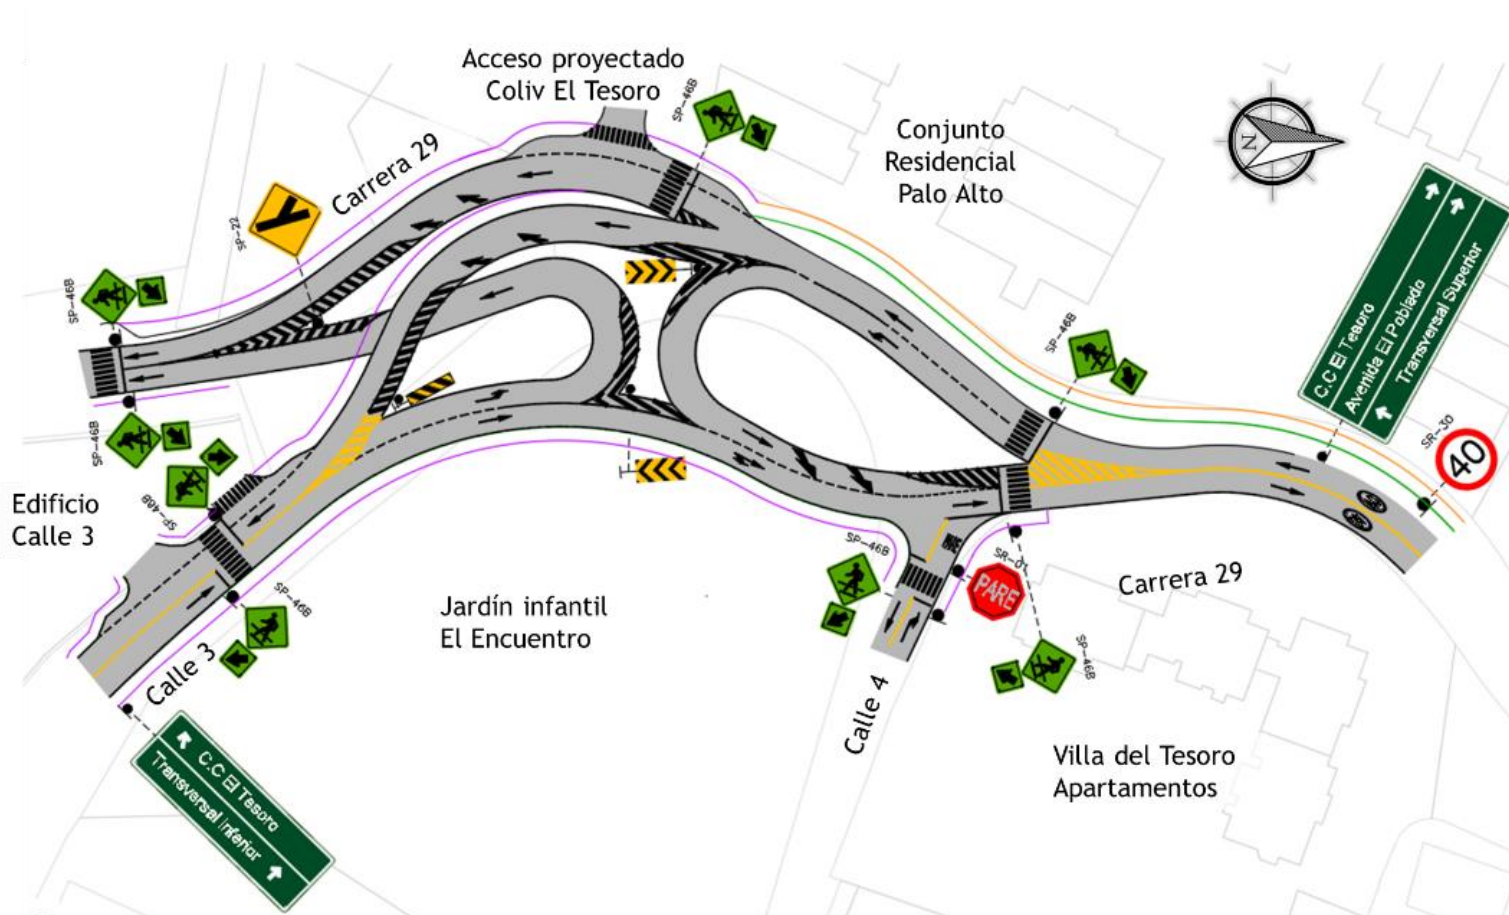 Acceso proyectado
Coliv El Tesoro
SP-46B
Conjunto
Residencial
Palo Alto
N
Carrera 29
SP-22
SP-46B
SP-46B
C.C El Tesoro
Avenida El Poblado
Transversal Superior
SR-30
40
SP-46B
SP-46B
Edificio
Calle 3
SP-46B
SR-01
PARE
Carrera 29
SP-46B
Jardín infantil
El Encuentro
SP-46B
Calle 3
Calle 4
Villa del Tesoro
Apartamentos
C.C El Tesoro
Transversal Inferior